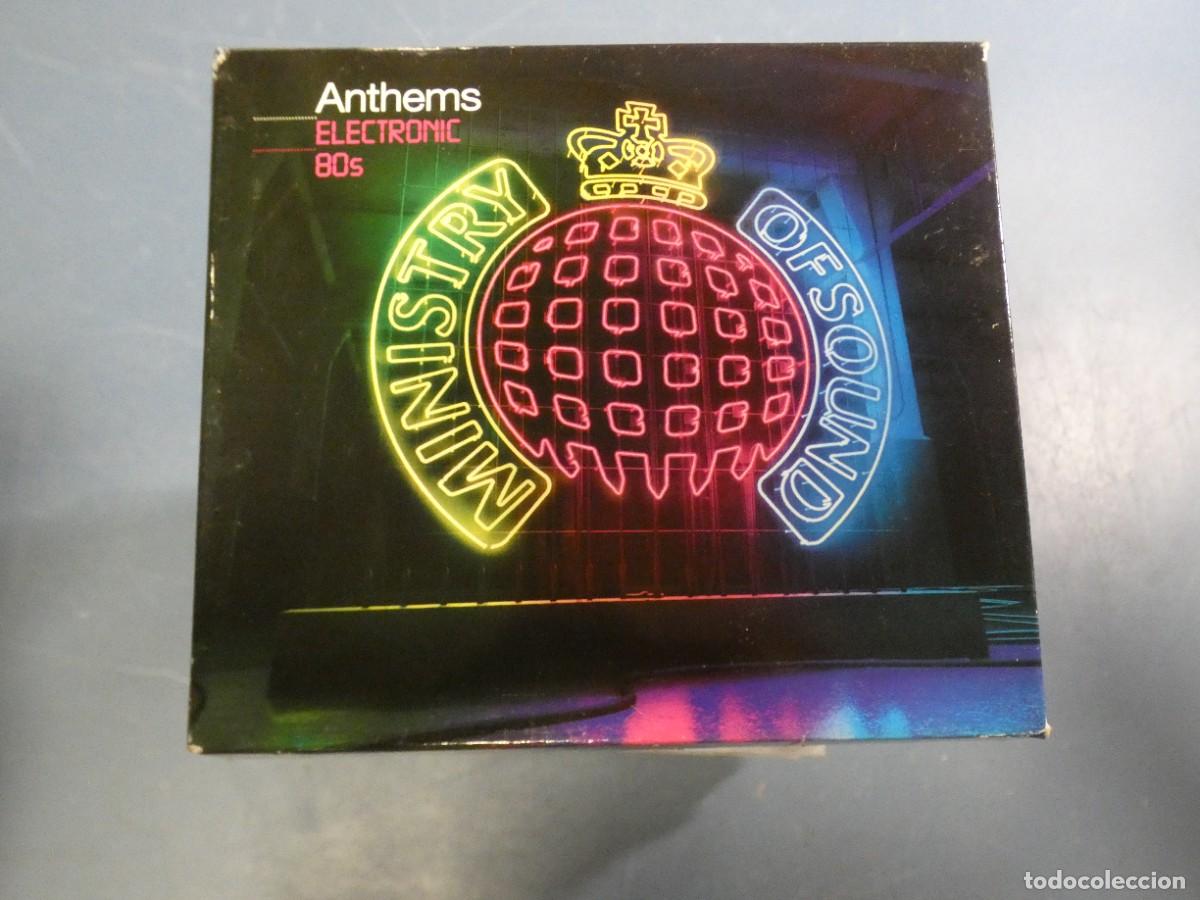 Anthems
ELECTRONIC
80s
MINISTRY
OF SOUND
todocoleccion